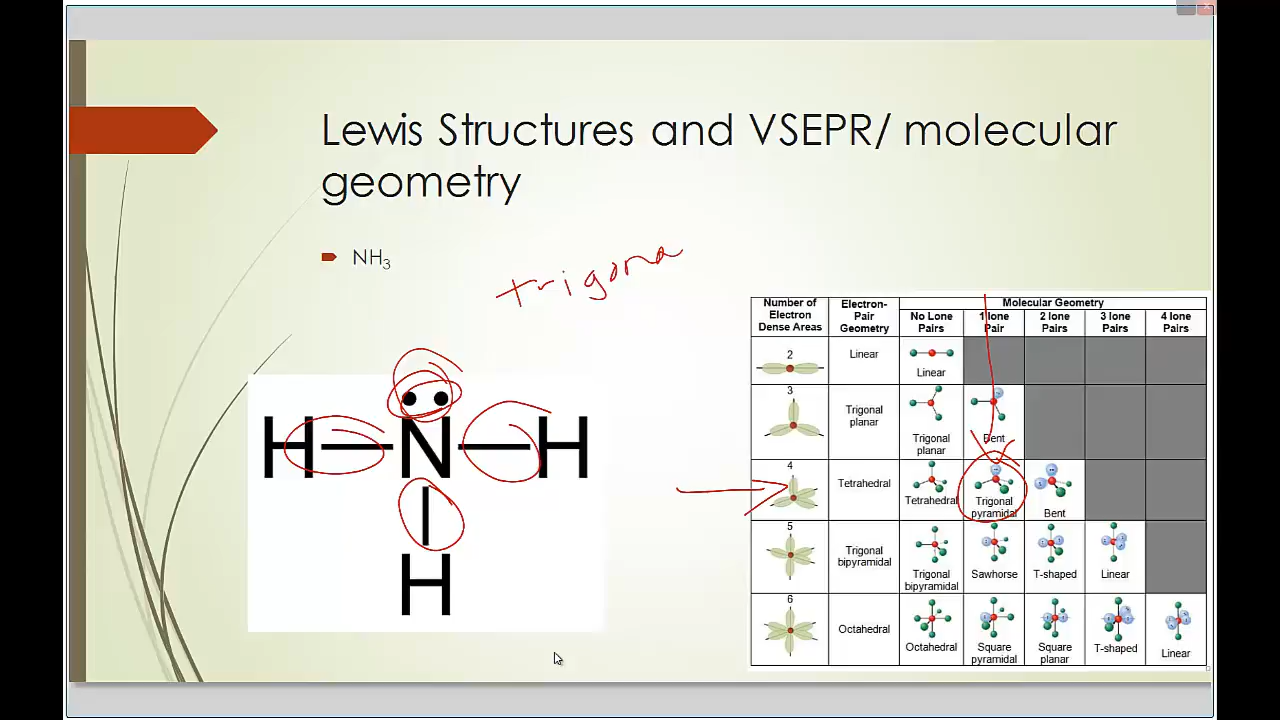 Lewis Structures and VSEPR/ molecular
geometry
NH₃
trigona
H N H
H
Number of Electron Dense Areas
Electron-Pair Geometry
Molecular Geometry
No Lone Pairs
1 lone Pair
2 lone Pairs
3 lone Pairs
4 lone Pairs
2
Linear
Linear
3
Trigonal planar
Trigonal planar
Bent
4
Tetrahedral
Tetrahedral
Trigonal pyramidal
Bent
5
Trigonal bipyramidal
Trigonal bipyramidal
Sawhorse
T-shaped
Linear
6
Octahedral
Octahedral
Square pyramidal
Square planar
T-shaped
Linear